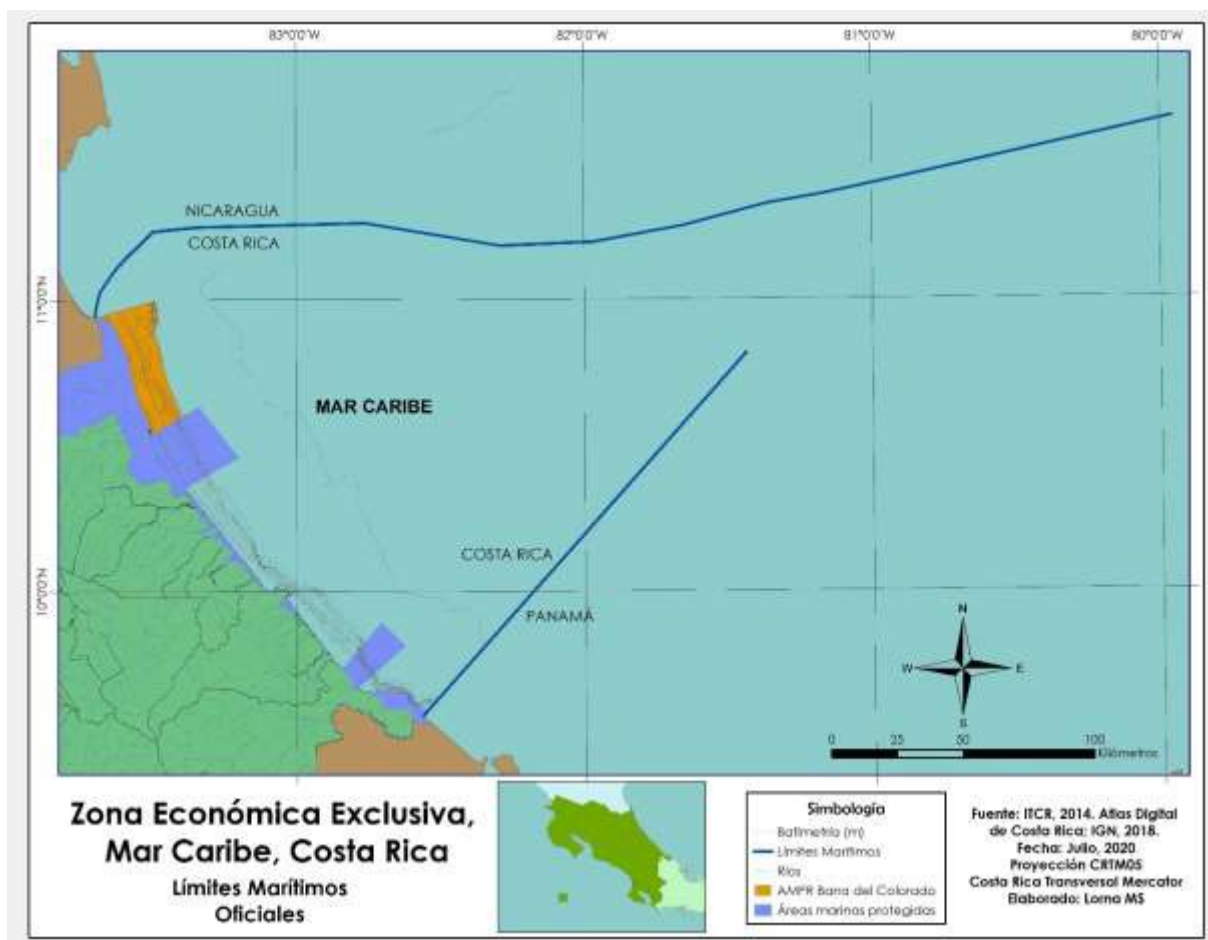 83°0'0"W
82°0'0"W
81°0'0"W
80°0'0"W
NICARAGUA
COSTA RICA
11°0'0"N
MAR CARIBE
COSTA RICA
PANAMÁ
10°0'0"N
N
W
E
S
0 25 50 100
Kilómetros
Zona Económica Exclusiva,
Mar Caribe, Costa Rica
Límites Marítimos
Oficiales
Simbología
Batimetría (m)
Límites Marítimos
Ríos
AMPR Barra del Colorado
Áreas marinas protegidas
Fuente: ITCR, 2014. Atlas Digital
de Costa Rica; IGN, 2018.
Fecha: Julio, 2020
Proyección CRTM05
Costa Rica Transversal Mercator
Elaborado: Lorna MS